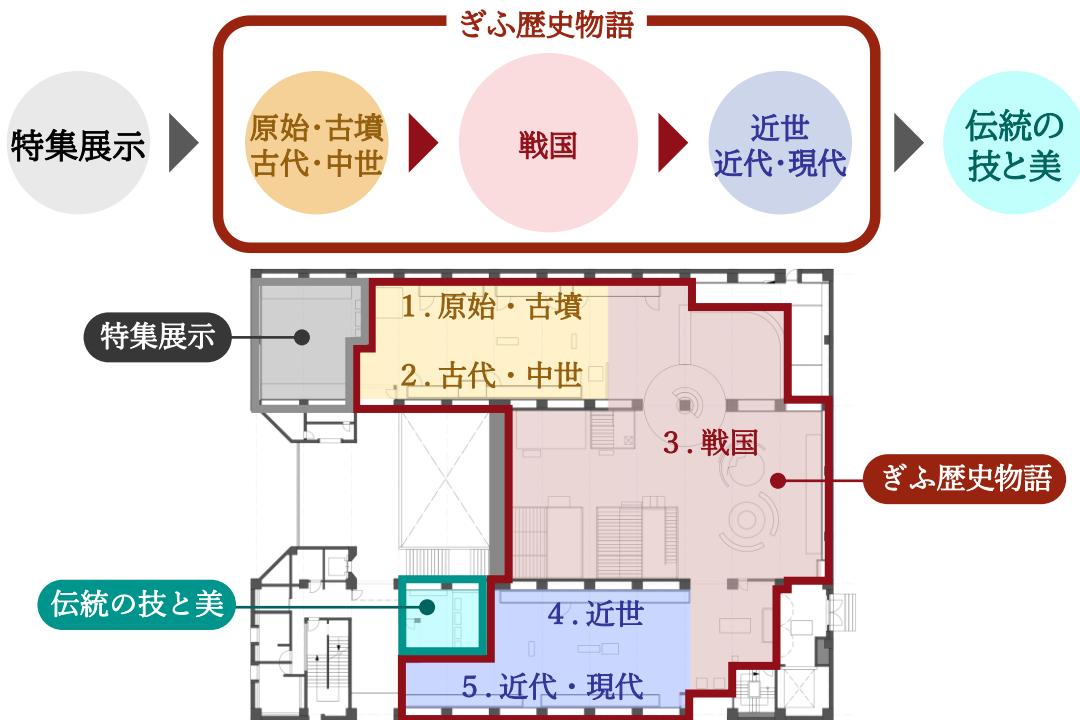 ぎふ歴史物語
特集展示
原始・古墳
古代・中世
戦国
近世
近代・現代
伝統の
技と美
1.原始・古墳
特集展示
2.古代・中世
3.戦国
ぎふ歴史物語
伝統の技と美
4.近世
5.近代・現代